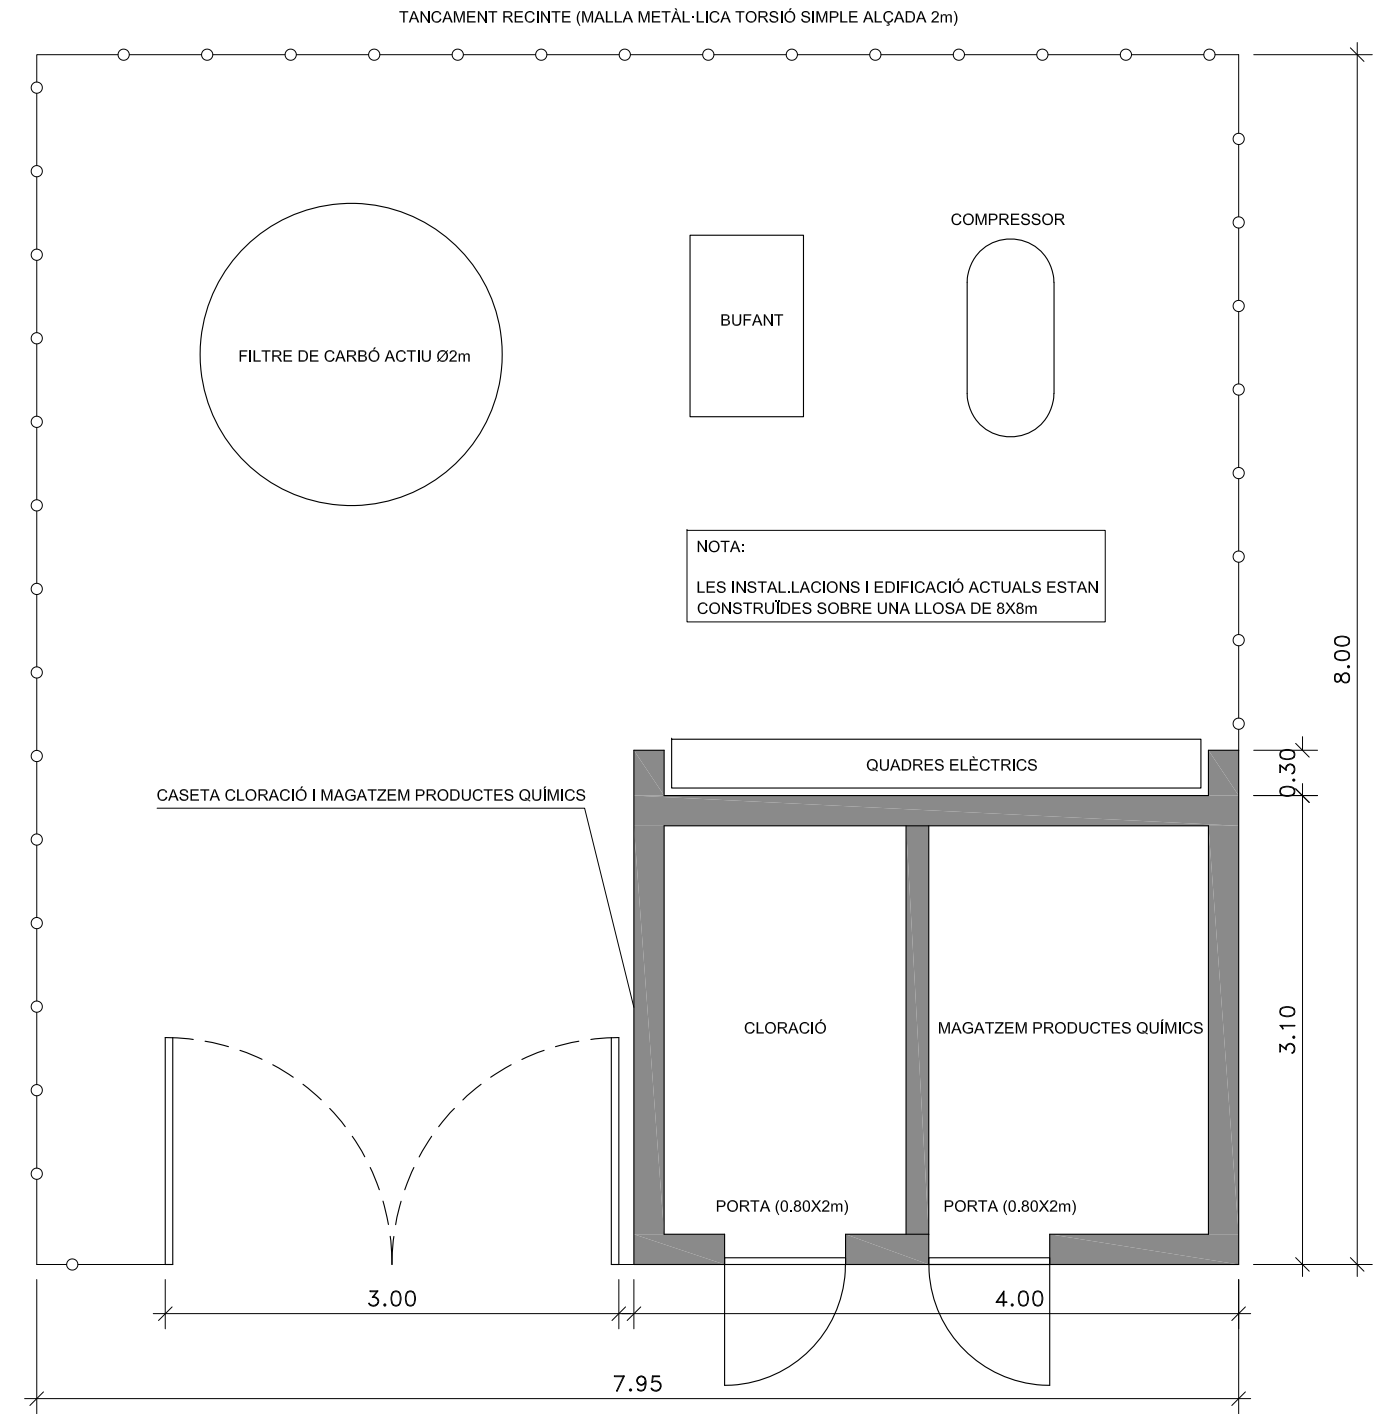 TANCAMENT RECINTE (MALLA METÀL·LICA TORSIÓ SIMPLE ALÇADA 2m)
COMPRESSOR
BUFANT
FILTRE DE CARBÓ ACTIU Ø2m
NOTA:
LES INSTAL.LACIONS I EDIFICACIÓ ACTUALS ESTAN
CONSTRUÏDES SOBRE UNA LLOSA DE 8X8m
8.00
QUADRES ELÈCTRICS
0.30
CASETA CLORACIÓ I MAGATZEM PRODUCTES QUÍMICS
CLORACIÓ
MAGATZEM PRODUCTES QUÍMICS
3.10
PORTA (0.80X2m)
PORTA (0.80X2m)
3.00
4.00
7.95